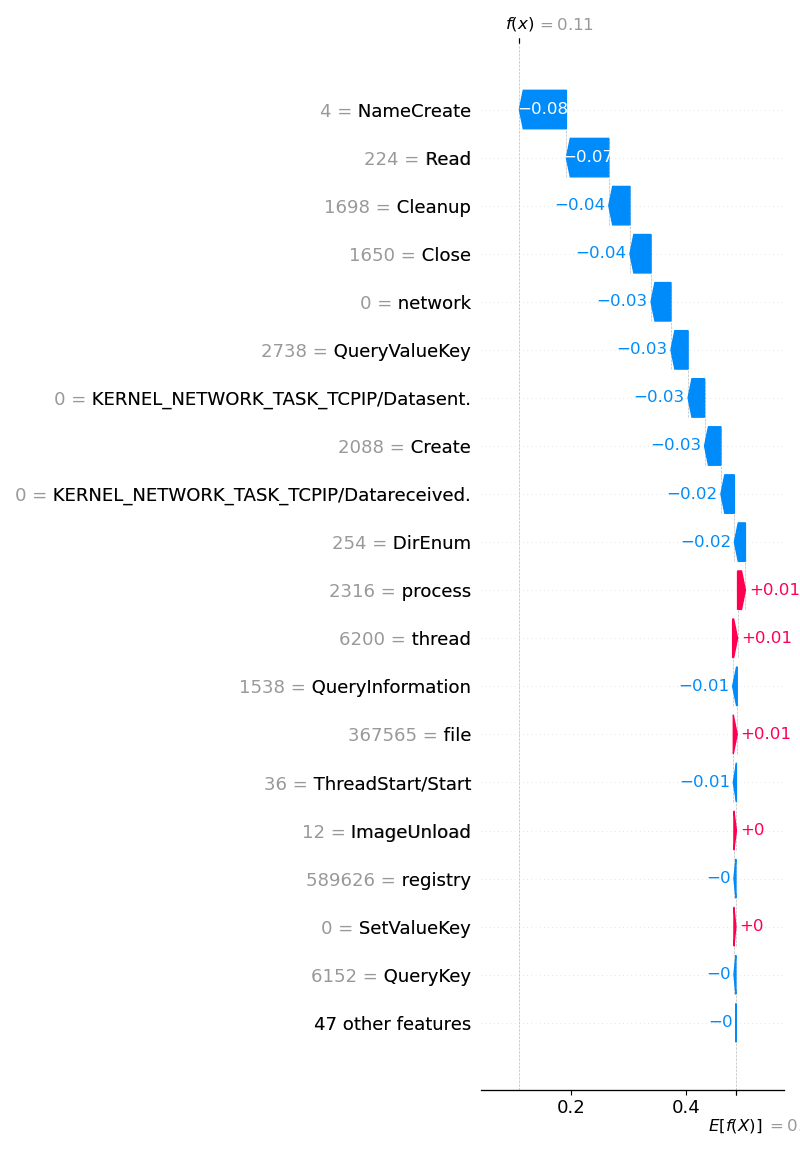 f(x) = 0.11
4 = NameCreate −0.08
224 = Read −0.07
1698 = Cleanup −0.04
1650 = Close −0.04
0 = network −0.03
2738 = QueryValueKey −0.03
0 = KERNEL_NETWORK_TASK_TCPIP/Datasent. −0.03
2088 = Create −0.03
0 = KERNEL_NETWORK_TASK_TCPIP/Datareceived. −0.02
254 = DirEnum −0.02
2316 = process +0.01
6200 = thread +0.01
1538 = QueryInformation −0.01
367565 = file +0.01
36 = ThreadStart/Start −0.01
12 = ImageUnload +0
589626 = registry −0
0 = SetValueKey +0
6152 = QueryKey −0
47 other features −0
0.2 0.4
E[f(X)] = 0.